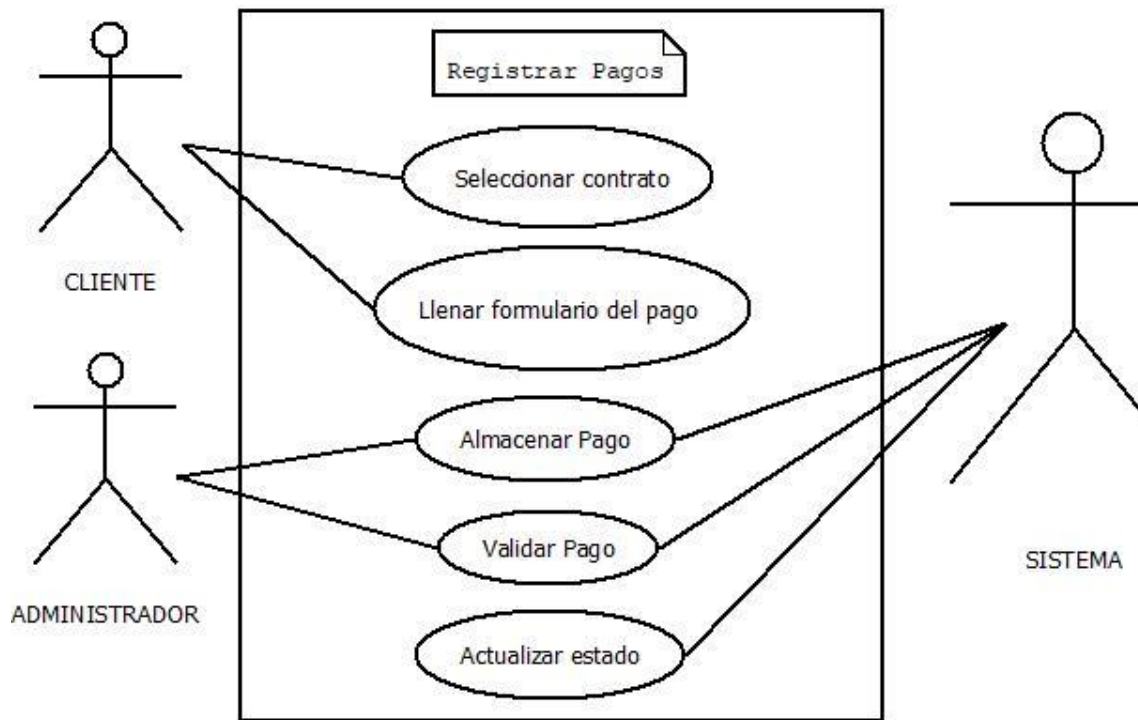 Registrar Pagos
Seleccionar contrato
CLIENTE
Llenar formulario del pago
Almacenar Pago
Validar Pago
SISTEMA
ADMINISTRADOR
Actualizar estado